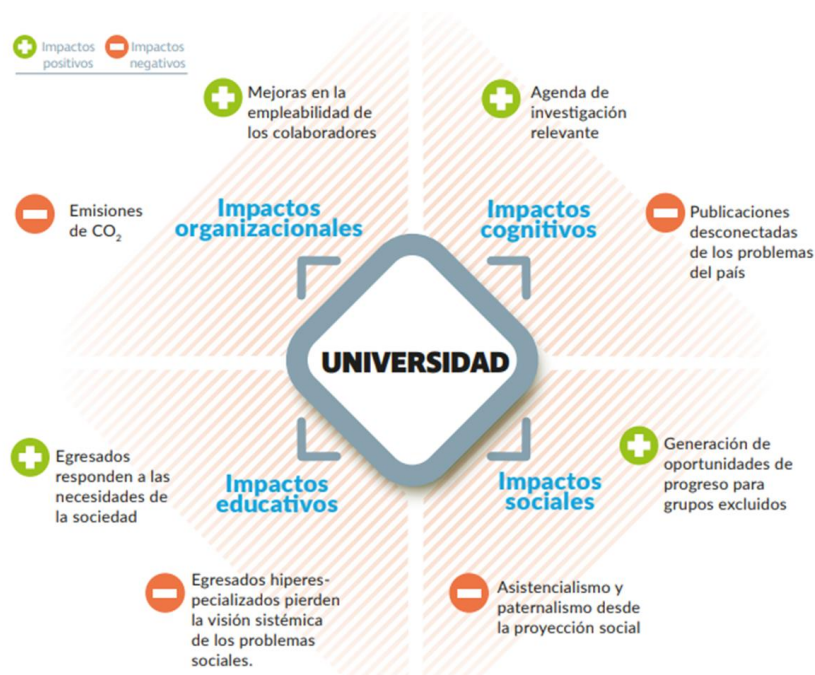 Impactos
positivos
Impactos
negativos
Mejoras en la
empleabilidad de
los colaboradores
Agenda de
investigación
relevante
Emisiones
de CO₂
Impactos
organizacionales
Impactos
cognitivos
Publicaciones
desconectadas
de los problemas
del país
UNIVERSIDAD
Egresados
responden a las
necesidades de
la sociedad
Impactos
educativos
Impactos
sociales
Generación de
oportunidades de
progreso para
grupos excluidos
Egresados hiperes-
pecializados pierden
la visión sistémica
de los problemas
sociales.
Asistencialismo y
paternalismo desde
la proyección social